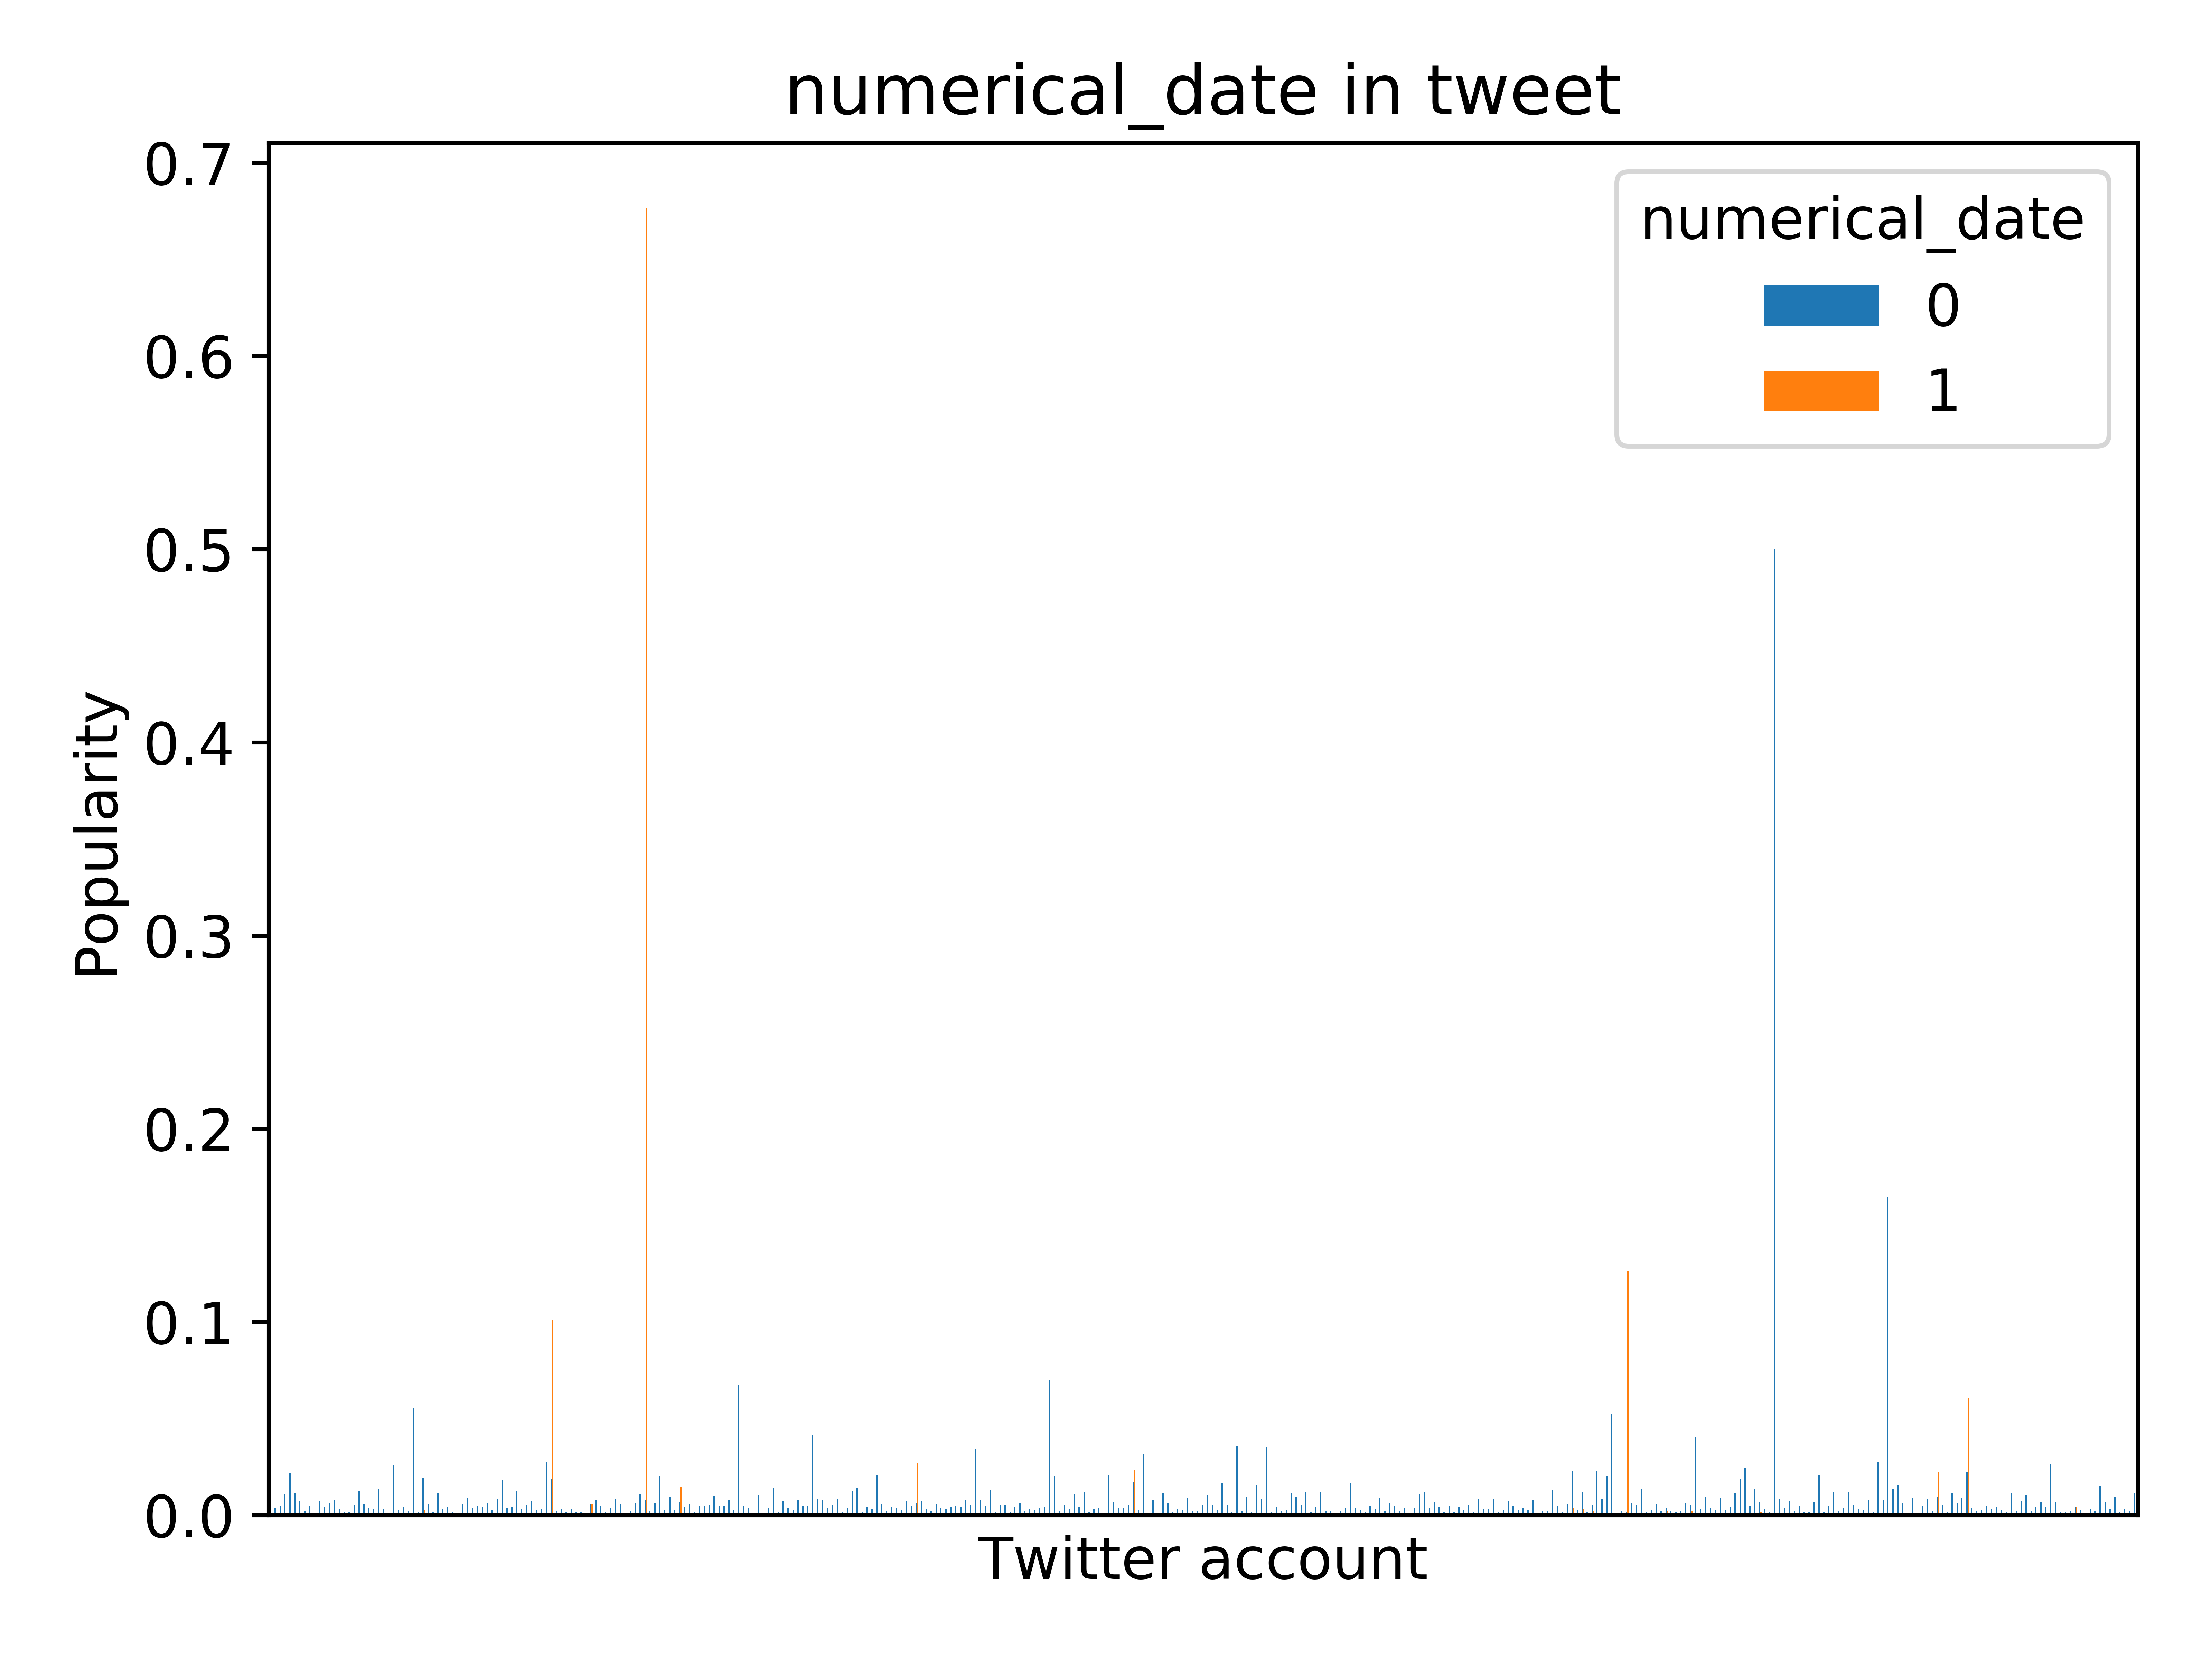 numerical_date in tweet
numerical_date
0
1
0.7
0.6
0.5
0.4
0.3
0.2
0.1
0.0
Popularity
Twitter account